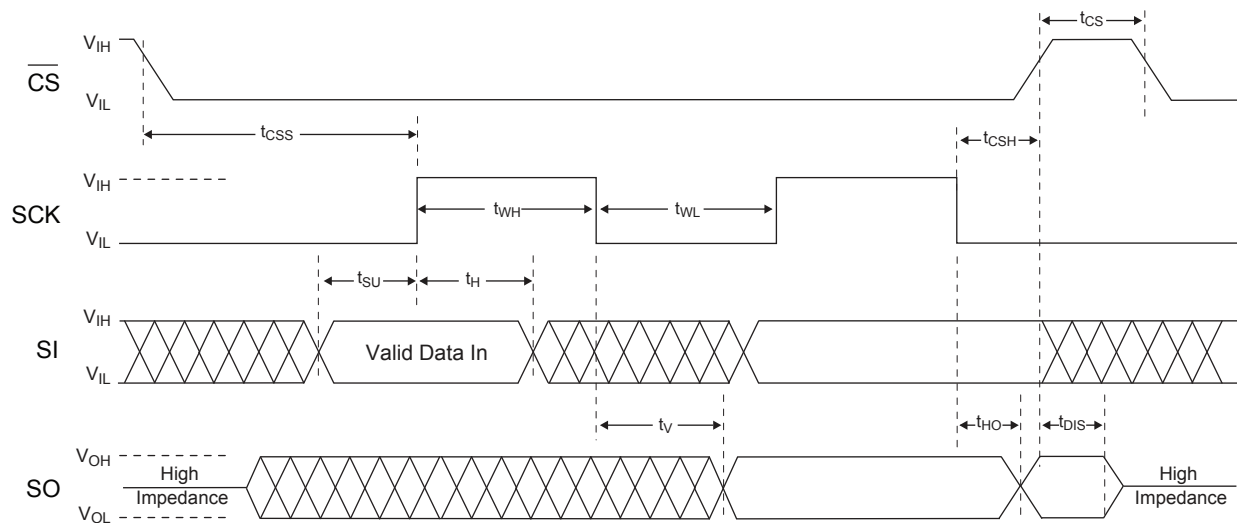 tCS
VIH
CS
VIL
tCSS
tCSH
VIH
SCK
tWH
tWL
VIL
tSU
tH
VIH
SI
Valid Data In
VIL
tV
tHO
tDIS
VOH
High
Impedance
SO
VOL
High
Impedance